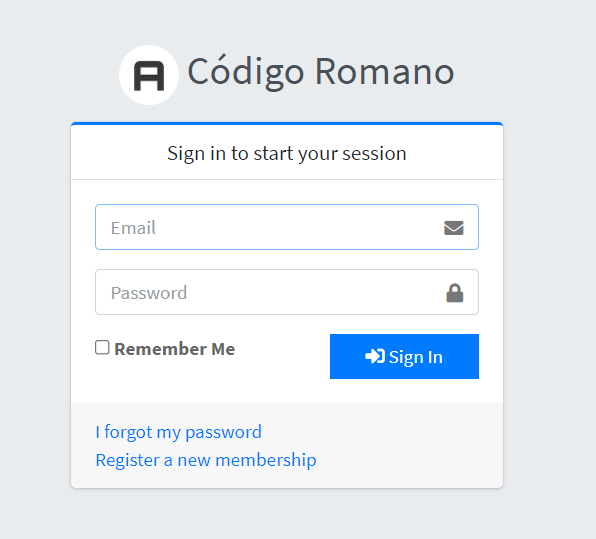 Código Romano
Sign in to start your session
Email
Password
Remember Me
Sign In
I forgot my password
Register a new membership